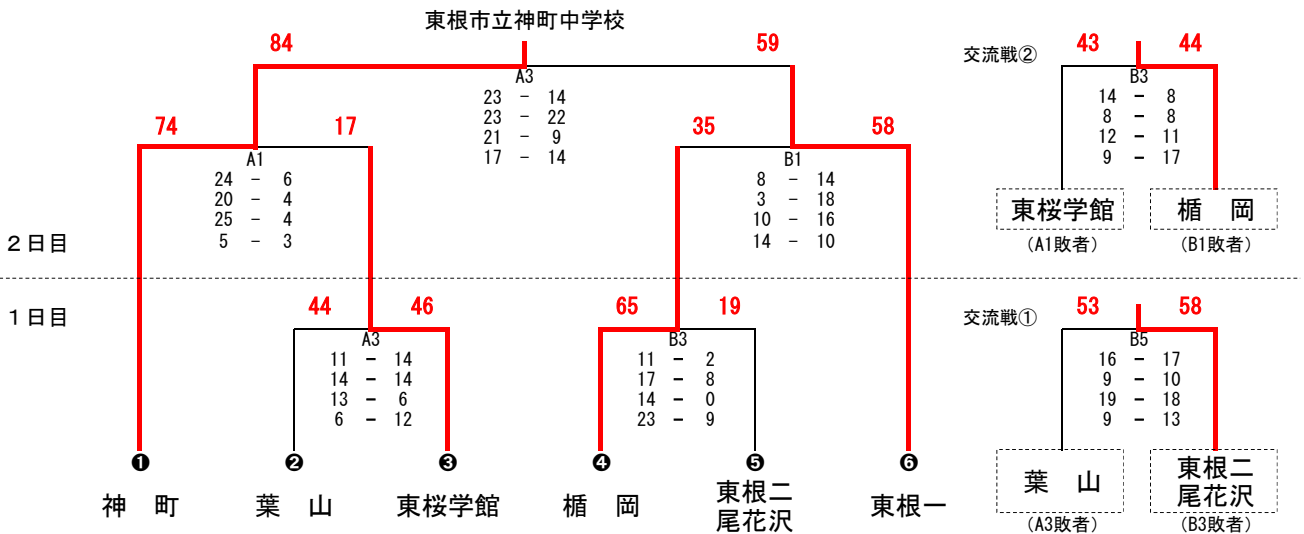 東根市立神町中学校
84 59
A3
23 － 14
23 － 22
21 － 9
17 － 14
交流戦② 43 44
B3
14 － 8
8 － 8
12 － 11
9 － 17
東桜学館 楯　岡
(A1敗者) (B1敗者)
74 17
A1
24 － 6
20 － 4
25 － 4
5 － 3
35 58
B1
8 － 14
3 － 18
10 － 16
14 － 10
２日目
１日目
44 46
A3
11 － 14
14 － 14
13 － 6
6 － 12
65 19
B3
11 － 2
17 － 8
14 － 0
23 － 9
交流戦① 53 58
B5
16 － 17
9 － 10
19 － 18
9 － 13
葉　山 東根二
尾花沢
(A3敗者) (B3敗者)
❶ ❷ ❸ ❹ ❺ ❻
神　町 葉　山 東桜学館 楯　岡 東根二
尾花沢 東根一